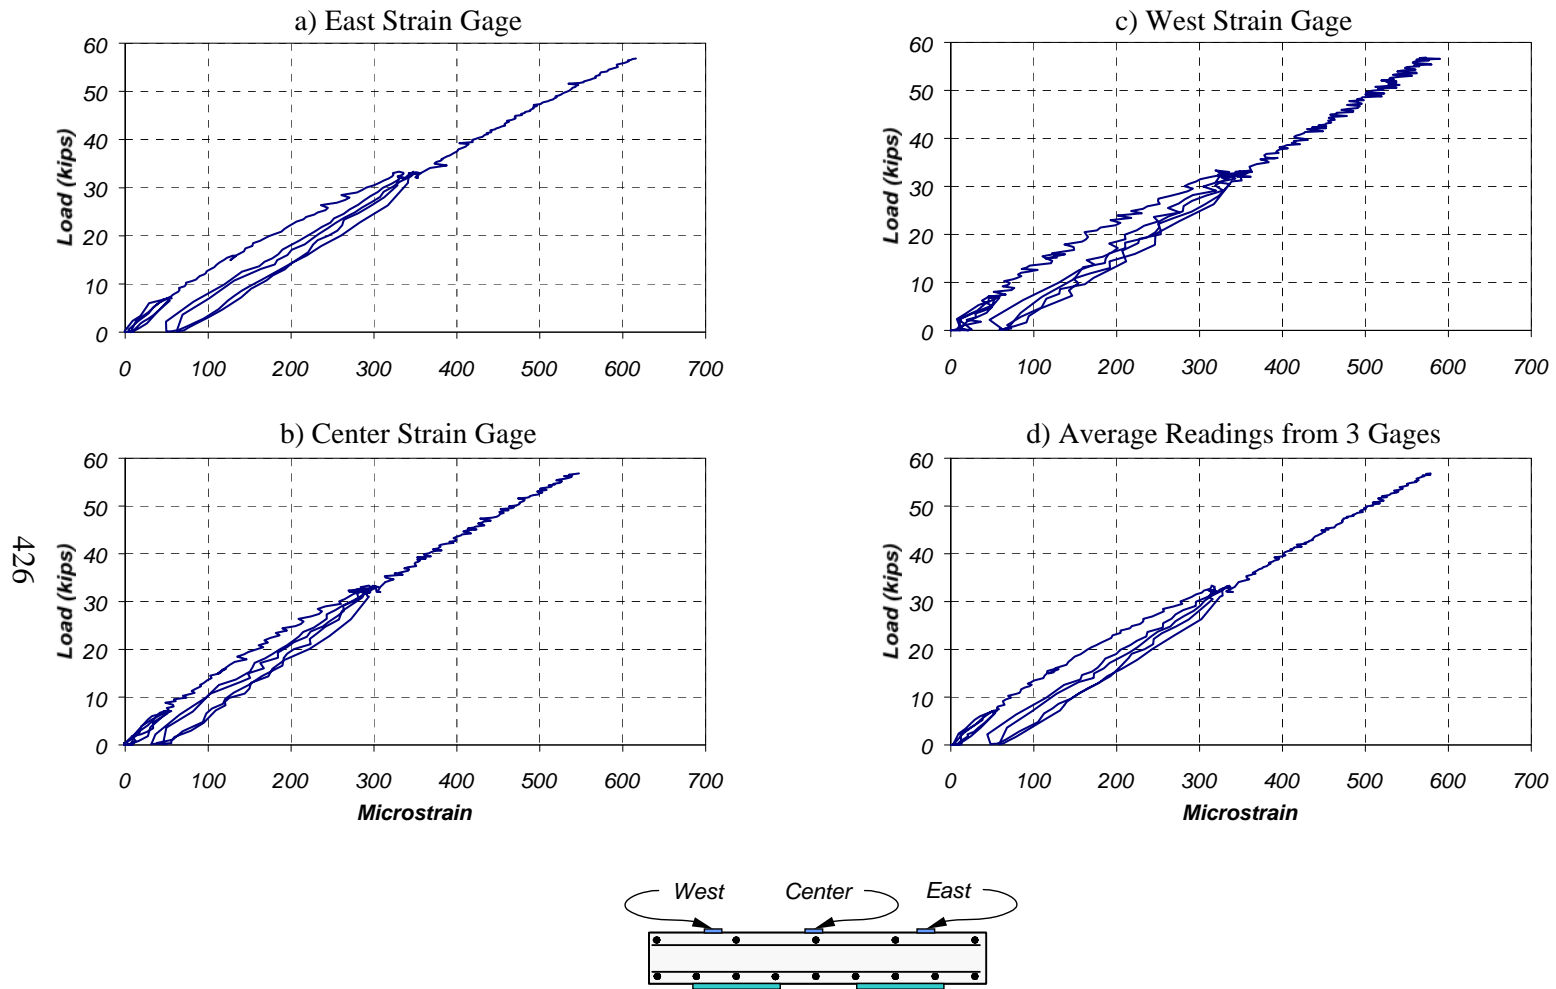 a) East Strain Gage
60
50
40
30
20
10
0
Load (kips)
0 100 200 300 400 500 600 700
c) West Strain Gage
60
50
40
30
20
10
0
Load (kips)
0 100 200 300 400 500 600 700
b) Center Strain Gage
60
50
40
30
20
10
0
Load (kips)
0 100 200 300 400 500 600 700
Microstrain
d) Average Readings from 3 Gages
60
50
40
30
20
10
0
Load (kips)
0 100 200 300 400 500 600 700
Microstrain
426
West Center East